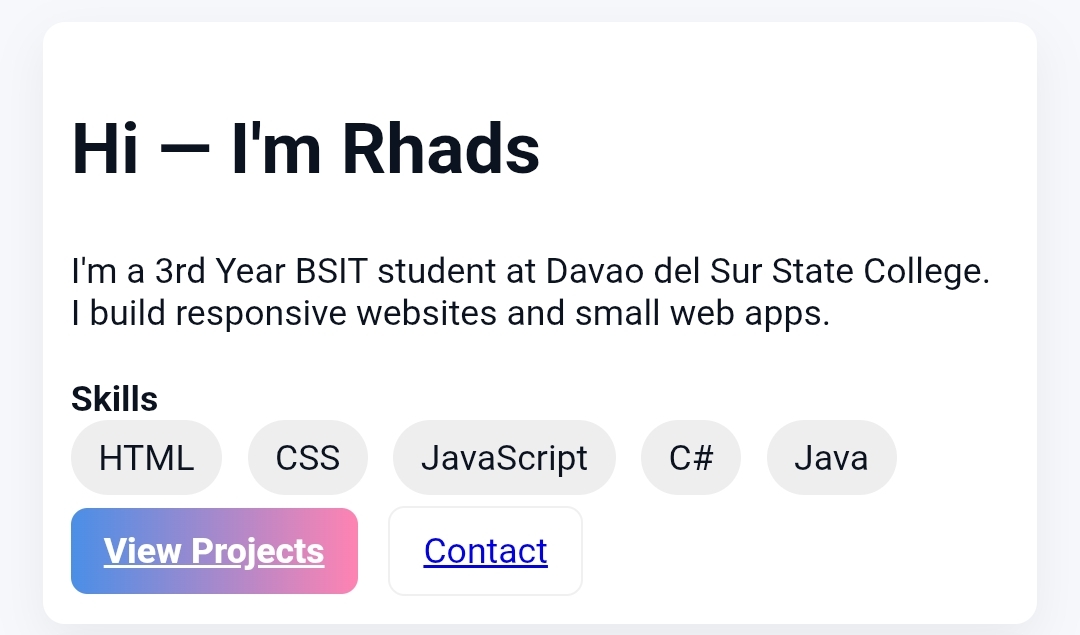 Hi — I'm Rhads
I'm a 3rd Year BSIT student at Davao del Sur State College.
I build responsive websites and small web apps.
Skills
HTML CSS JavaScript C# Java
View Projects Contact